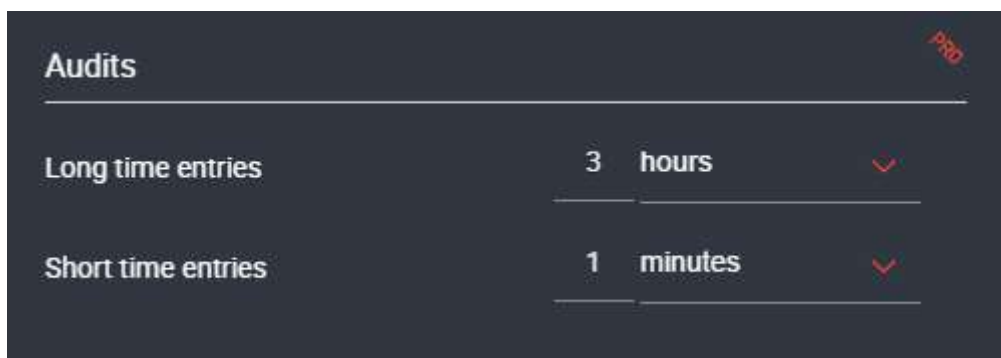 Audits
PRO
Long time entries 3 hours
Short time entries 1 minutes